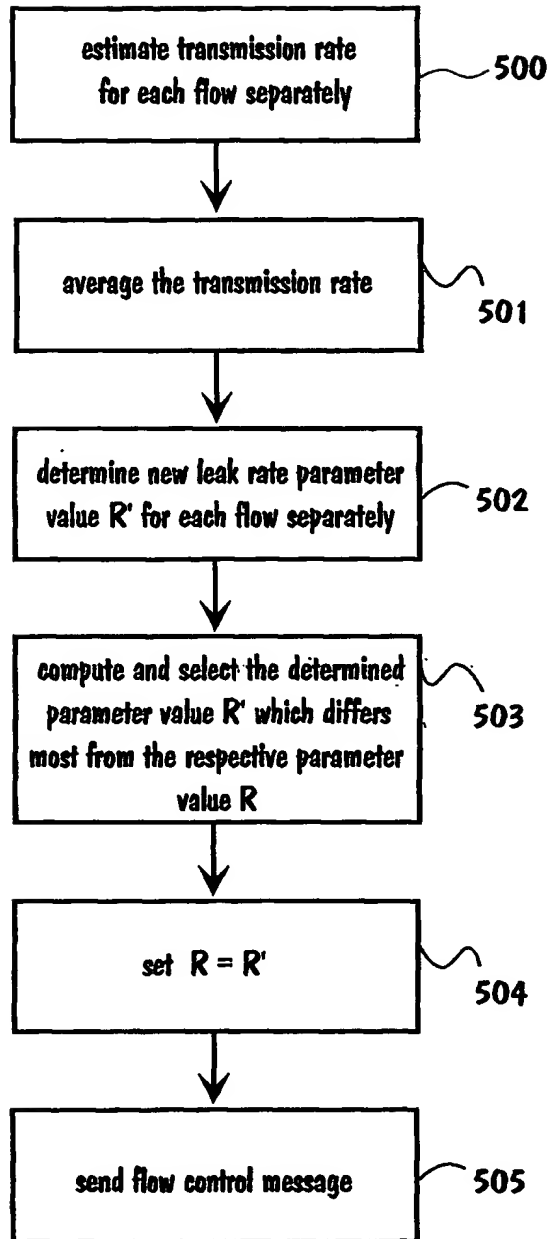 estimate transmission rate
for each flow separately
500
average the transmission rate
501
determine new leak rate parameter
value R' for each flow separately
502
compute and select the determined
parameter value R' which differs
most from the respective parameter
value R
503
set R = R'
504
send flow control message
505